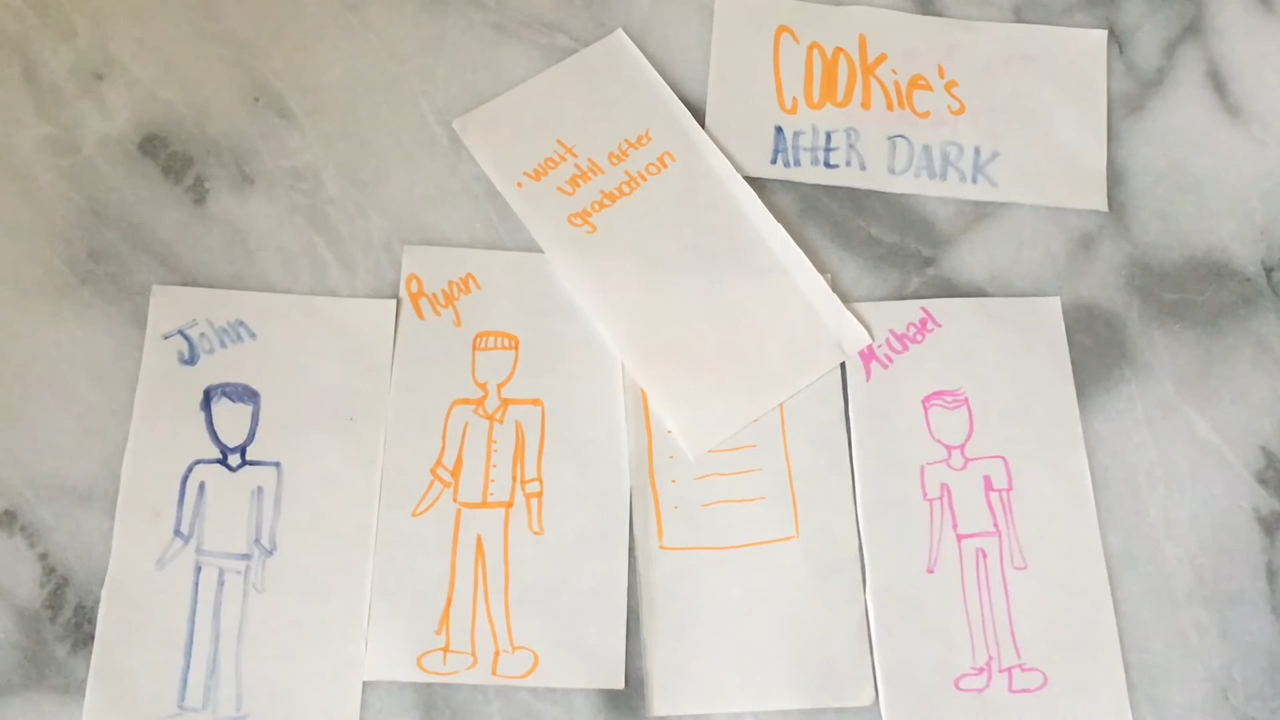 Cookie's
AFTER DARK
. wait
until after
graduation
John
Ryan
Michael